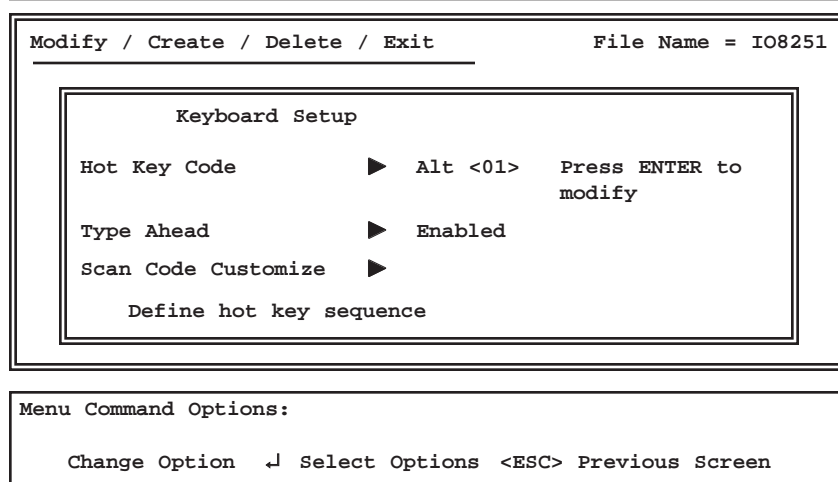 Modify / Create / Delete / Exit File Name = IO8251
Keyboard Setup
Hot Key Code ▶ Alt <01> Press ENTER to
modify
Type Ahead ▶ Enabled
Scan Code Customize ▶
Define hot key sequence
Menu Command Options:
Change Option ↵ Select Options <ESC> Previous Screen